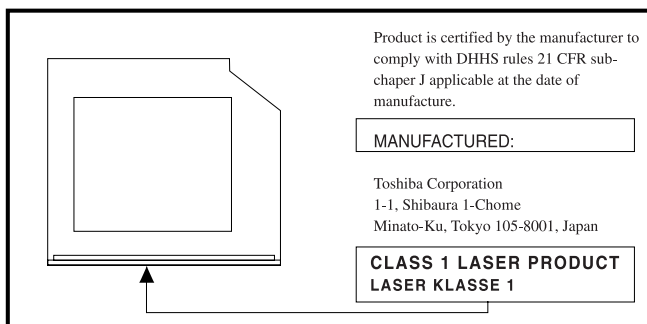 Product is certified by the manufacturer to
comply with DHHS rules 21 CFR sub-
chaper J applicable at the date of
manufacture.
MANUFACTURED:
Toshiba Corporation
1-1, Shibaura 1-Chome
Minato-Ku, Tokyo 105-8001, Japan
CLASS 1 LASER PRODUCT
LASER KLASSE 1